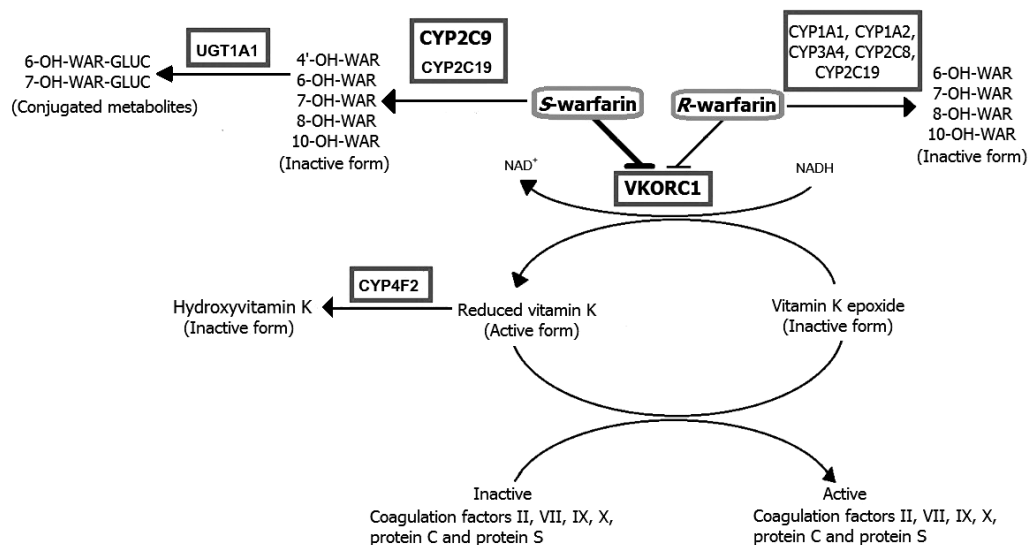 UGT1A1
6-OH-WAR-GLUC
7-OH-WAR-GLUC
(Conjugated metabolites)
4'-OH-WAR
6-OH-WAR
7-OH-WAR
8-OH-WAR
10-OH-WAR
(Inactive form)
CYP2C9
CYP2C19
S-warfarin
R-warfarin
CYP1A1, CYP1A2,
CYP3A4, CYP2C8,
CYP2C19
6-OH-WAR
7-OH-WAR
8-OH-WAR
10-OH-WAR
(Inactive form)
NAD+
VKORC1
NADH
CYP4F2
Hydroxyvitamin K
(Inactive form)
Reduced vitamin K
(Active form)
Vitamin K epoxide
(Inactive form)
Inactive
Coagulation factors II, VII, IX, X,
protein C and protein S
Active
Coagulation factors II, VII, IX, X,
protein C and protein S